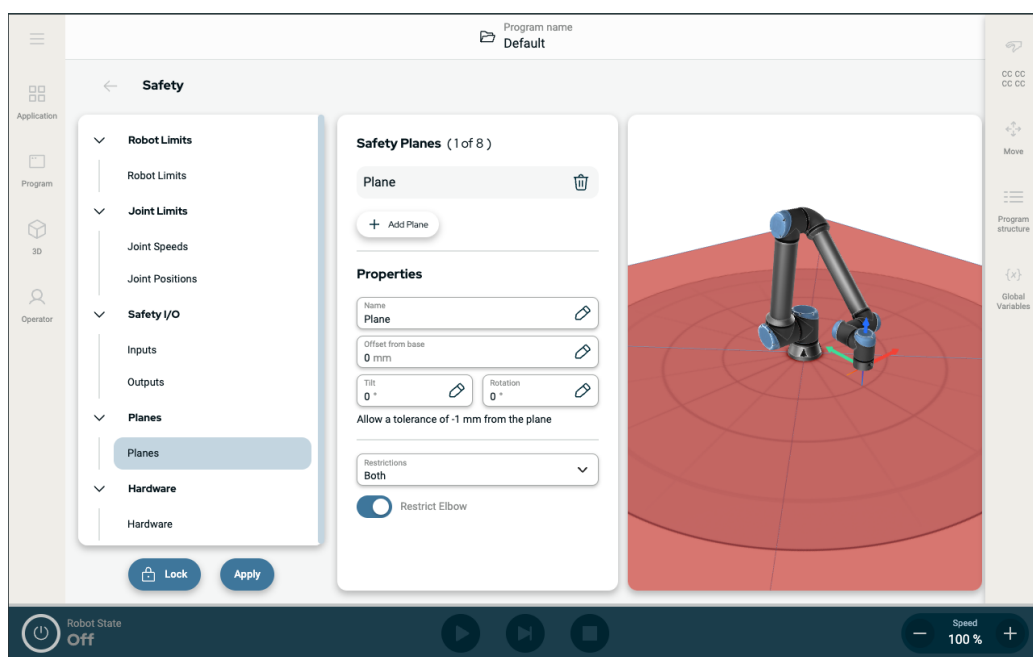 Program name
Default
Safety
Application
Program
3D
Operator
Robot Limits
Robot Limits
Joint Limits
Joint Speeds
Joint Positions
Safety I/O
Inputs
Outputs
Planes
Planes
Hardware
Hardware
Lock
Apply
Safety Planes (1 of 8)
Plane
+ Add Plane
Properties
Name
Plane
Offset from base
0 mm
Tilt
0 °
Rotation
0 °
Allow a tolerance of -1 mm from the plane
Restrictions
Both
Restrict Elbow
CC CC
CC CC
Move
Program
structure
{x}
Global
Variables
Robot State
Off
Speed
100 %